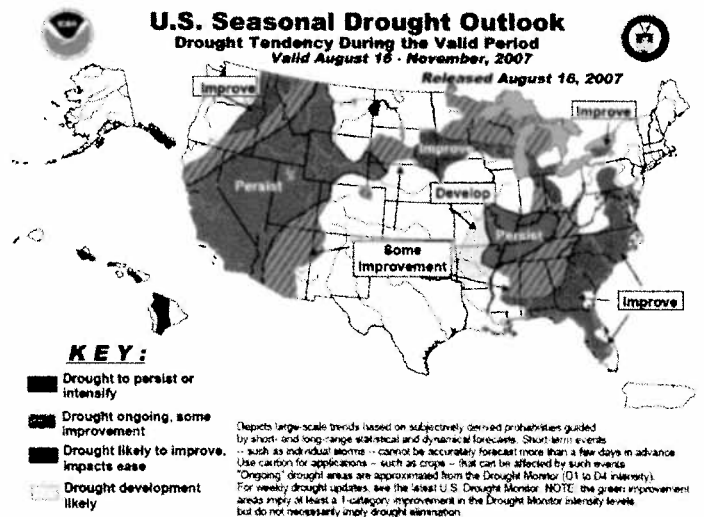 U.S. Seasonal Drought Outlook
Drought Tendency During the Valid Period
Valid August 16 - November, 2007
Released August 16, 2007
Improve
Improve
Improve
Persist
Develop
Persist
Some
Improvement
Improve
KEY:
Drought to persist or
intensify
Drought ongoing, some
improvement
Drought likely to improve,
impacts ease
Drought development
likely
Depicts large-scale trends based on subjectively derived probabilities guided
by short- and long-range statistical and dynamical forecasts. Short-term events
-- such as individual storms -- cannot be accurately forecast more than a few days in advance
Use caution for applications -- such as crops -- that can be affected by such events
"Ongoing" drought areas are approximated from the Drought Monitor (D1 to D4 intensity).
For weekly drought updates, see the latest U.S. Drought Monitor. NOTE: the green improvement
areas imply at least a 1-category improvement in the Drought Monitor intensity levels,
but do not necessarily imply drought elimination